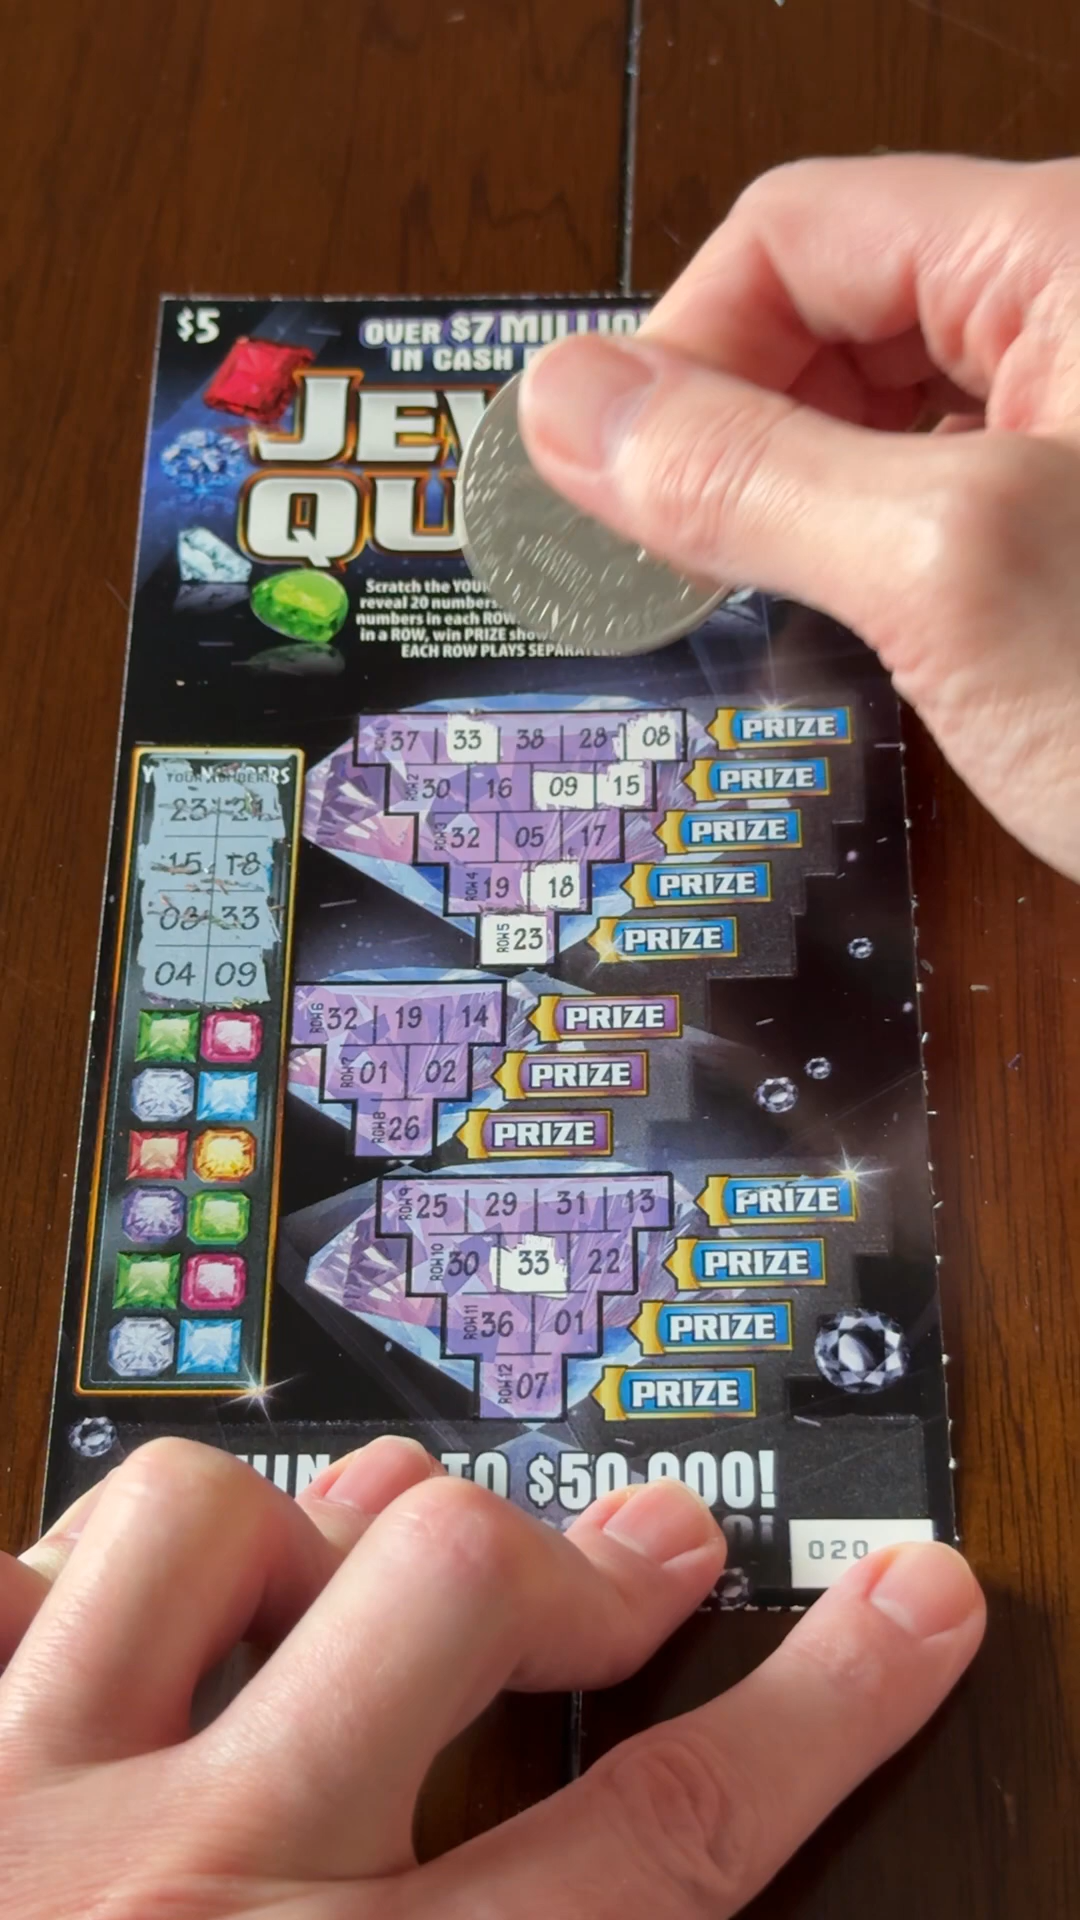 $5
OVER $7 MILLIO
IN CASH
JEW
QU
Scratch the YOUR
reveal 20 numbers.
numbers in each ROW
in a ROW, win PRIZE show
EACH ROW PLAYS SEPARATELY.
YOUR NUMBERS
23 21
15 18
08 33
04 09
37 33 38 28 08 PRIZE
ROW 2 30 16 09 15 PRIZE
ROW 3 32 05 17 PRIZE
ROW 4 19 18 PRIZE
ROW 5 23 PRIZE
ROW 6 32 19 14 PRIZE
ROW 7 01 02 PRIZE
ROW 8 26 PRIZE
ROW 9 25 29 31 13 PRIZE
ROW 10 30 33 22 PRIZE
ROW 11 36 01 PRIZE
ROW 12 07 PRIZE
TO $50,000!
020